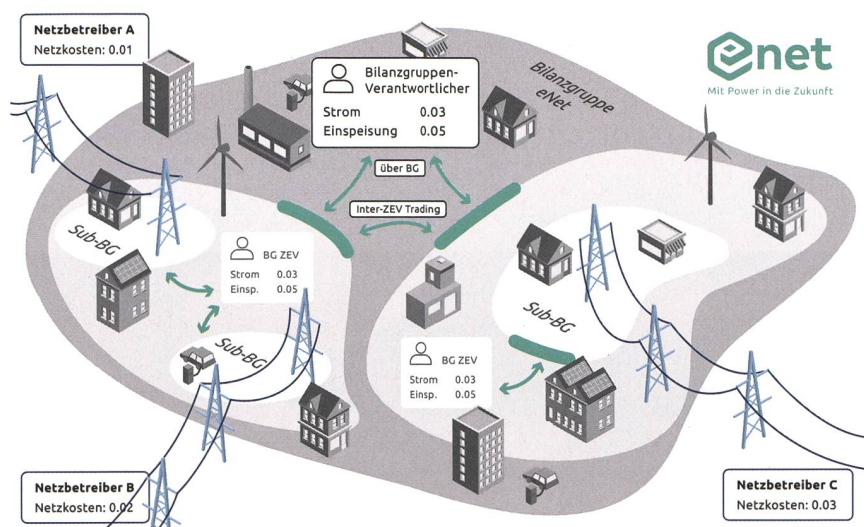 Netzbetreiber A
Netzkosten: 0.01
enet
Mit Power in die Zukunft
Bilanzgruppen-
Verantwortlicher
Strom 0.03
Einspeisung 0.05
Bilanzgruppe
eNet
über BG
Inter-ZEV Trading
Sub-BG
BG ZEV
Strom 0.03
Einsp. 0.05
Sub-BG
Sub-BG
BG ZEV
Strom 0.03
Einsp. 0.05
Netzbetreiber B
Netzkosten: 0.02
Netzbetreiber C
Netzkosten: 0.03